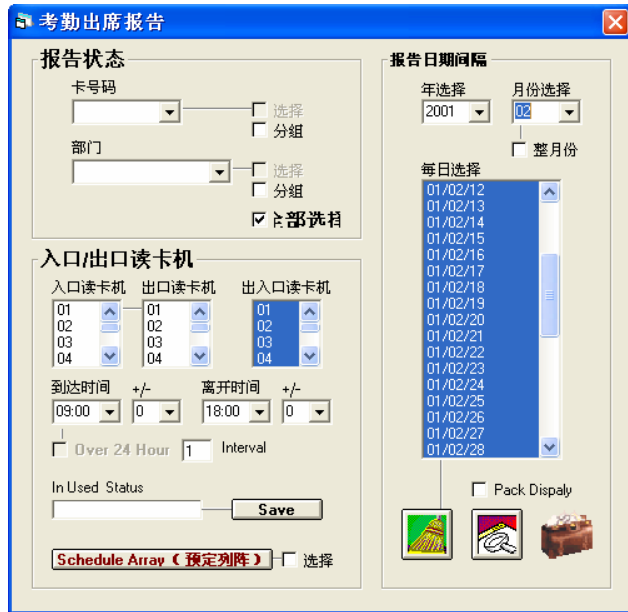 考勤出席报告
报告状态
卡号码
选择
分组
部门
选择
分组
部选择
入口/出口读卡机
入口读卡机 出口读卡机 出入口读卡机
01 01 01
02 02 02
03 03 03
04 04 04
到达时间 +/- 离开时间 +/-
09:00 0 18:00 0
Over 24 Hour 1 Interval
In Used Status
Save
Schedule Array (预定列阵) 选择
报告日期间隔
年选择 月份选择
2001 02
整月份
每日选择
01/02/12
01/02/13
01/02/14
01/02/15
01/02/16
01/02/17
01/02/18
01/02/19
01/02/20
01/02/21
01/02/22
01/02/23
01/02/24
01/02/25
01/02/26
01/02/27
01/02/28
Pack Dispaly